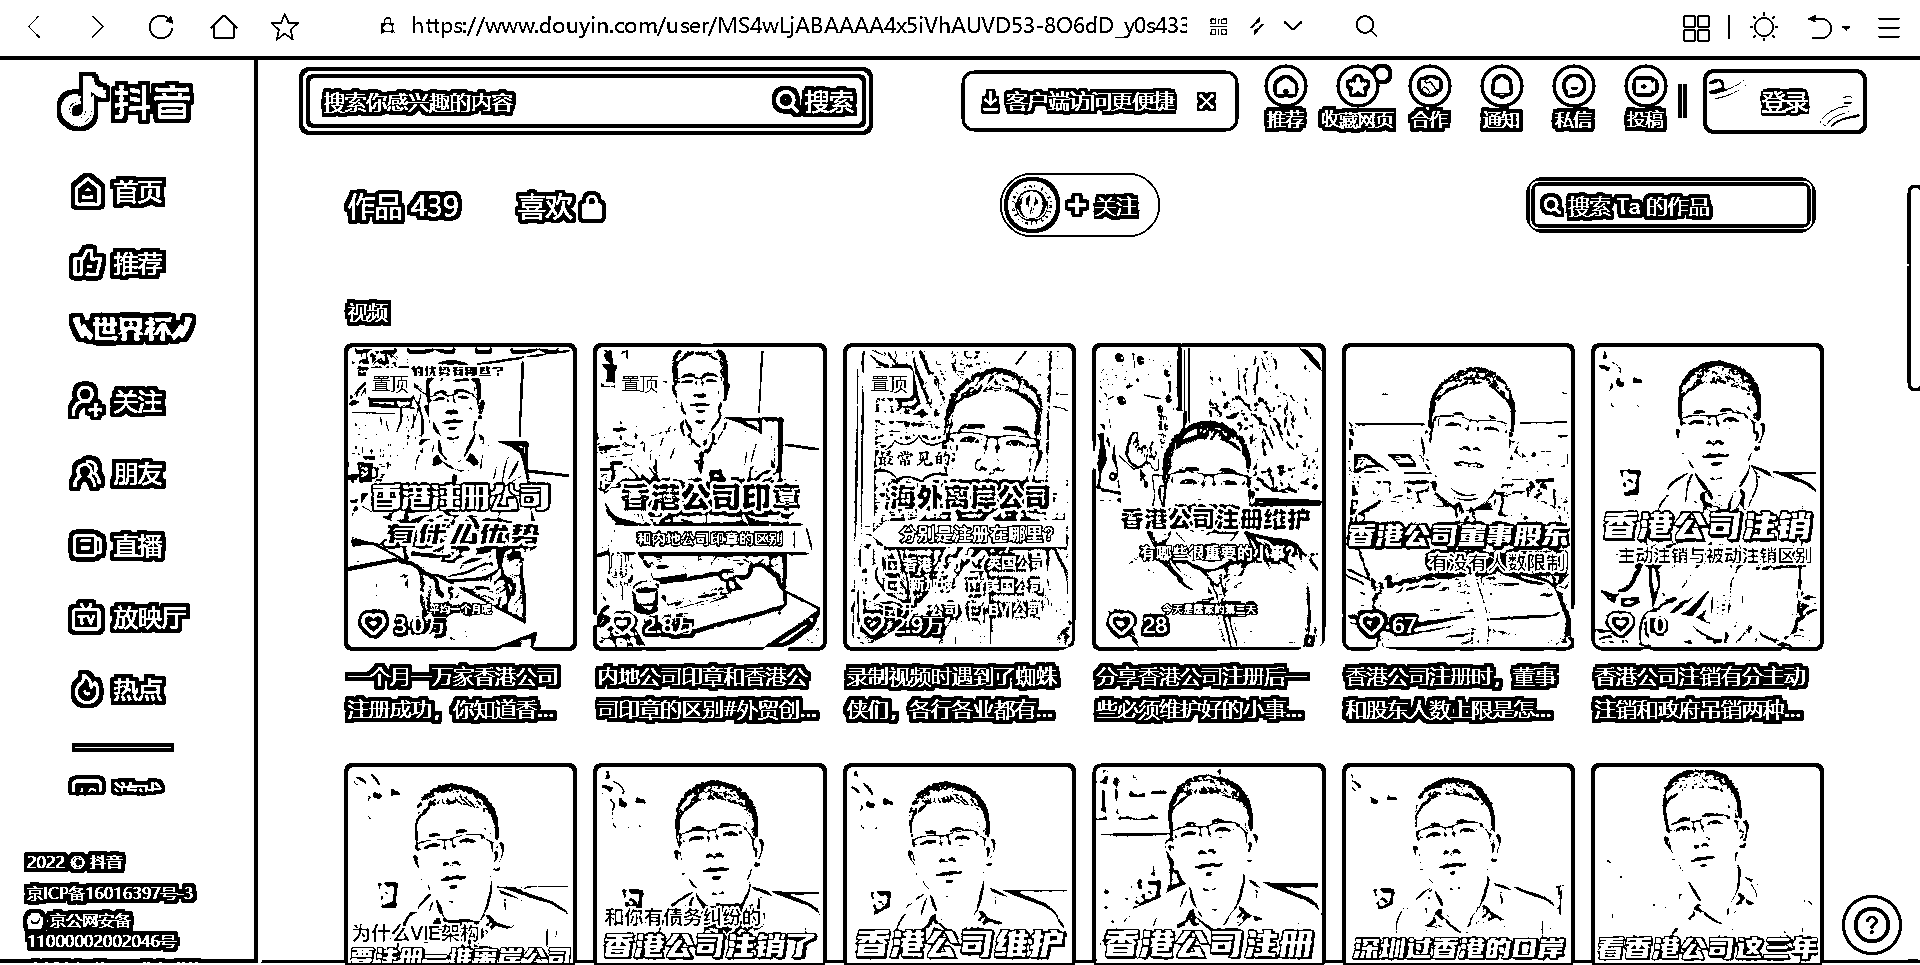 https://www.douyin.com/user/MS4wLjABAAAA4x5iVhAUVD53-8O6dD_y0s433
抖音
搜索你感兴趣的内容
搜索
客户端访问更便捷
推荐
收藏网页
合作
通知
私信
投稿
登录
首页
推荐
世界杯
关注
朋友
直播
TV
放映厅
热点
2022 © 抖音
京ICP备16016397号-3
京公网安备
11000002002046号
作品 439
喜欢
关注
搜索 Ta 的作品
视频
置顶
香港注册公司
有什么优势
3.0万
一个月一万家香港公司
注册成功，你知道香...
置顶
香港公司印章
和内地公司印章的区别
2.8万
内地公司印章和香港公
司印章的区别#外贸创...
置顶
最常见的
海外离岸公司
分别是注册在哪里?
2.9万
录制视频时遇到了蜘蛛
侠们，各行各业都有...
香港公司注册维护
有哪些很重要的小事?
今天是居家的第三天
28
分享香港公司注册后一
些必须维护好的小事...
香港公司董事股东
有没有人数限制
67
香港公司注册时，董事
和股东人数上限是怎...
香港公司注销
主动注销与被动注销区别
10
香港公司注销有分主动
注销和政府吊销两种...
为什么VIE架构
要注册一堆离岸公司
和你有债务纠纷的
香港公司注销了
香港公司维护
香港公司注册
深圳过香港的口岸
看香港公司这三年